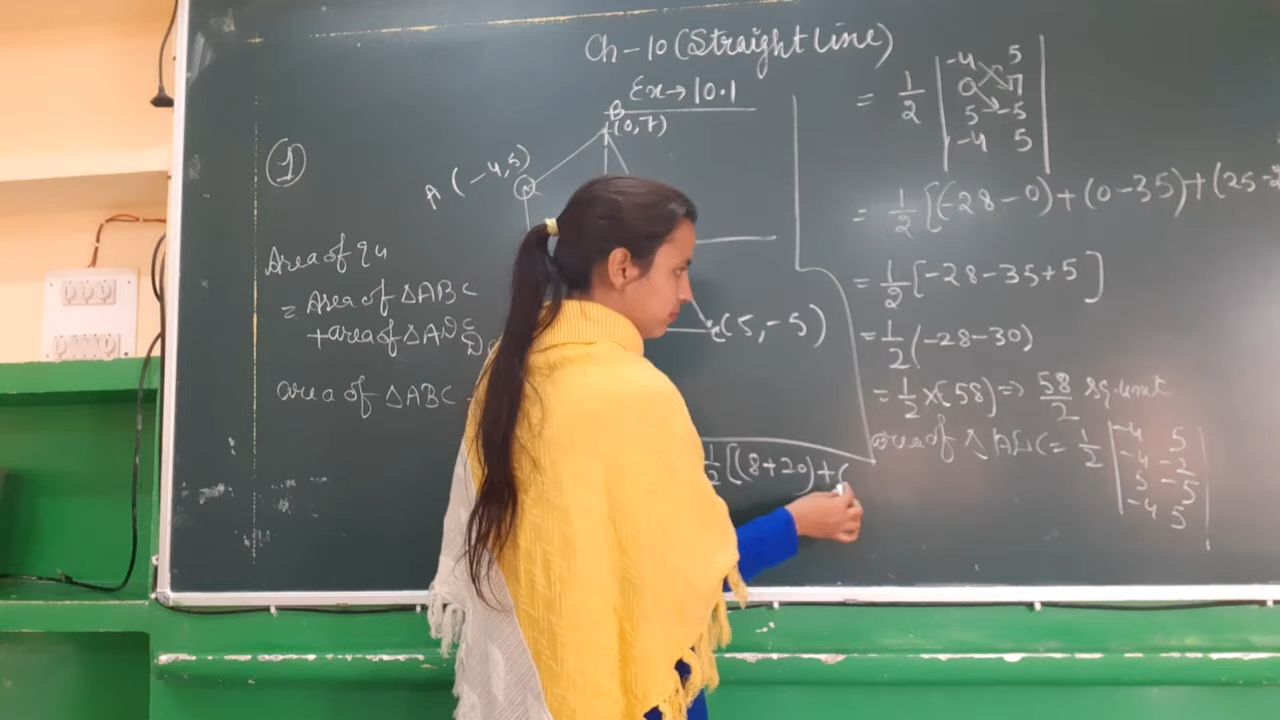 Ch-10 (Straight Line)
Ex → 10.1
1
B
(0,7)
A (-4,5)
C(5,-5)
D
Area of qu
= Area of △ABC
+ area of △ADC
area of △ABC
= 1/2 | -4 5
0 7
5 -5
-4 5 |
= 1/2 [(-28-0)+(0-35)+(25-
= 1/2 [-28-35+5]
= 1/2 (-28-30)
= 1/2 × (58) ⇒ 58/2 sq.unit
area of △ADC = 1/2 | -4 5
-4 -2
5 -5
-4 5 |
1/2 [(8+20)+(